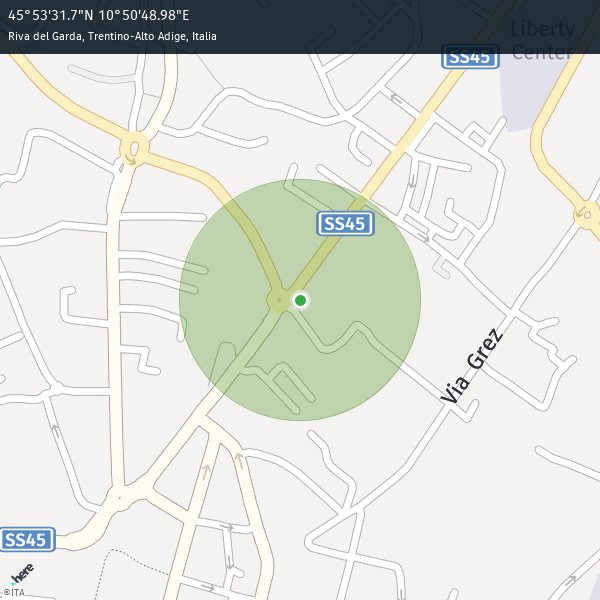 45°53'31.7"N 10°50'48.98"E
Riva del Garda, Trentino-Alto Adige, Italia
Liberty
Center
SS45
SS45
Via Grez
SS45
here
©ITA